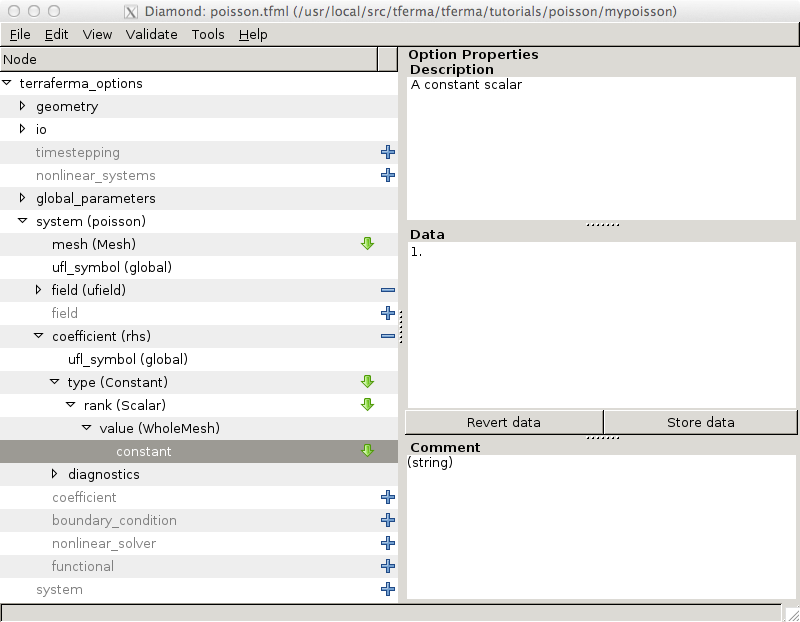 Diamond: poisson.tfml (/usr/local/src/tferma/tferma/tutorials/poisson/mypoisson)
File Edit View Validate Tools Help
Node
terraferma_options
geometry
io
timestepping
nonlinear_systems
global_parameters
system (poisson)
mesh (Mesh)
ufl_symbol (global)
field (ufield)
field
coefficient (rhs)
ufl_symbol (global)
type (Constant)
rank (Scalar)
value (WholeMesh)
constant
diagnostics
coefficient
boundary_condition
nonlinear_solver
functional
system
Option Properties
Description
A constant scalar
Data
1.
Revert data Store data
Comment
(string)